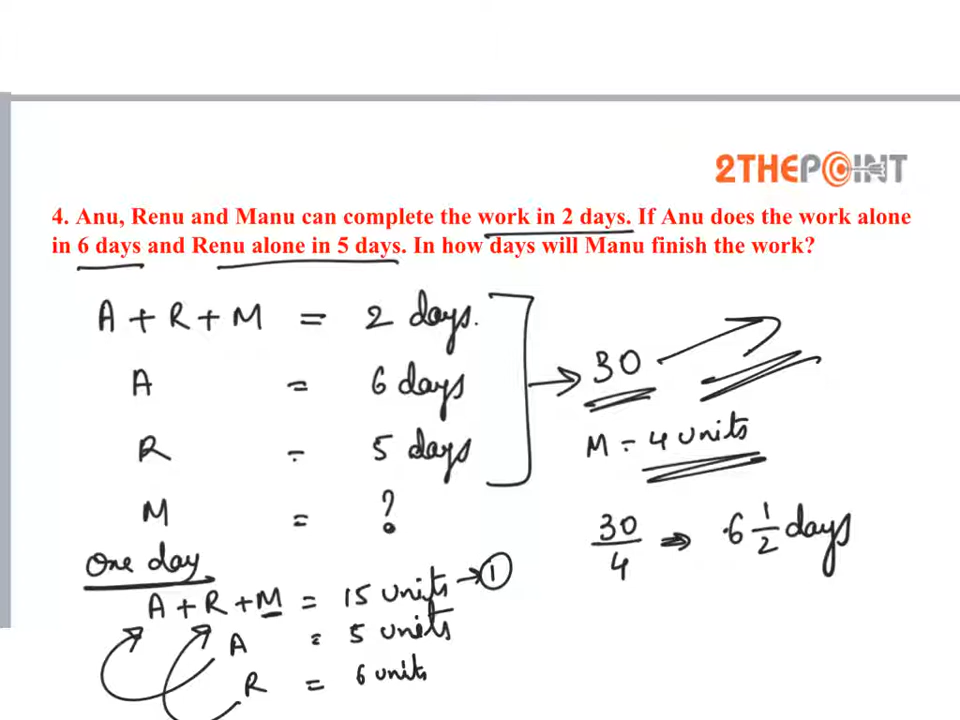 2THEPOINT
4. Anu, Renu and Manu can complete the work in 2 days. If Anu does the work alone
in 6 days and Renu alone in 5 days. In how days will Manu finish the work?
A + R + M = 2 days.
A = 6 days
R = 5 days
M = ?
30
M = 4 units
30/4 ⇒ 6 1/2 days
One day
A + R + M = 15 units → 1
A = 5 units
R = 6 units